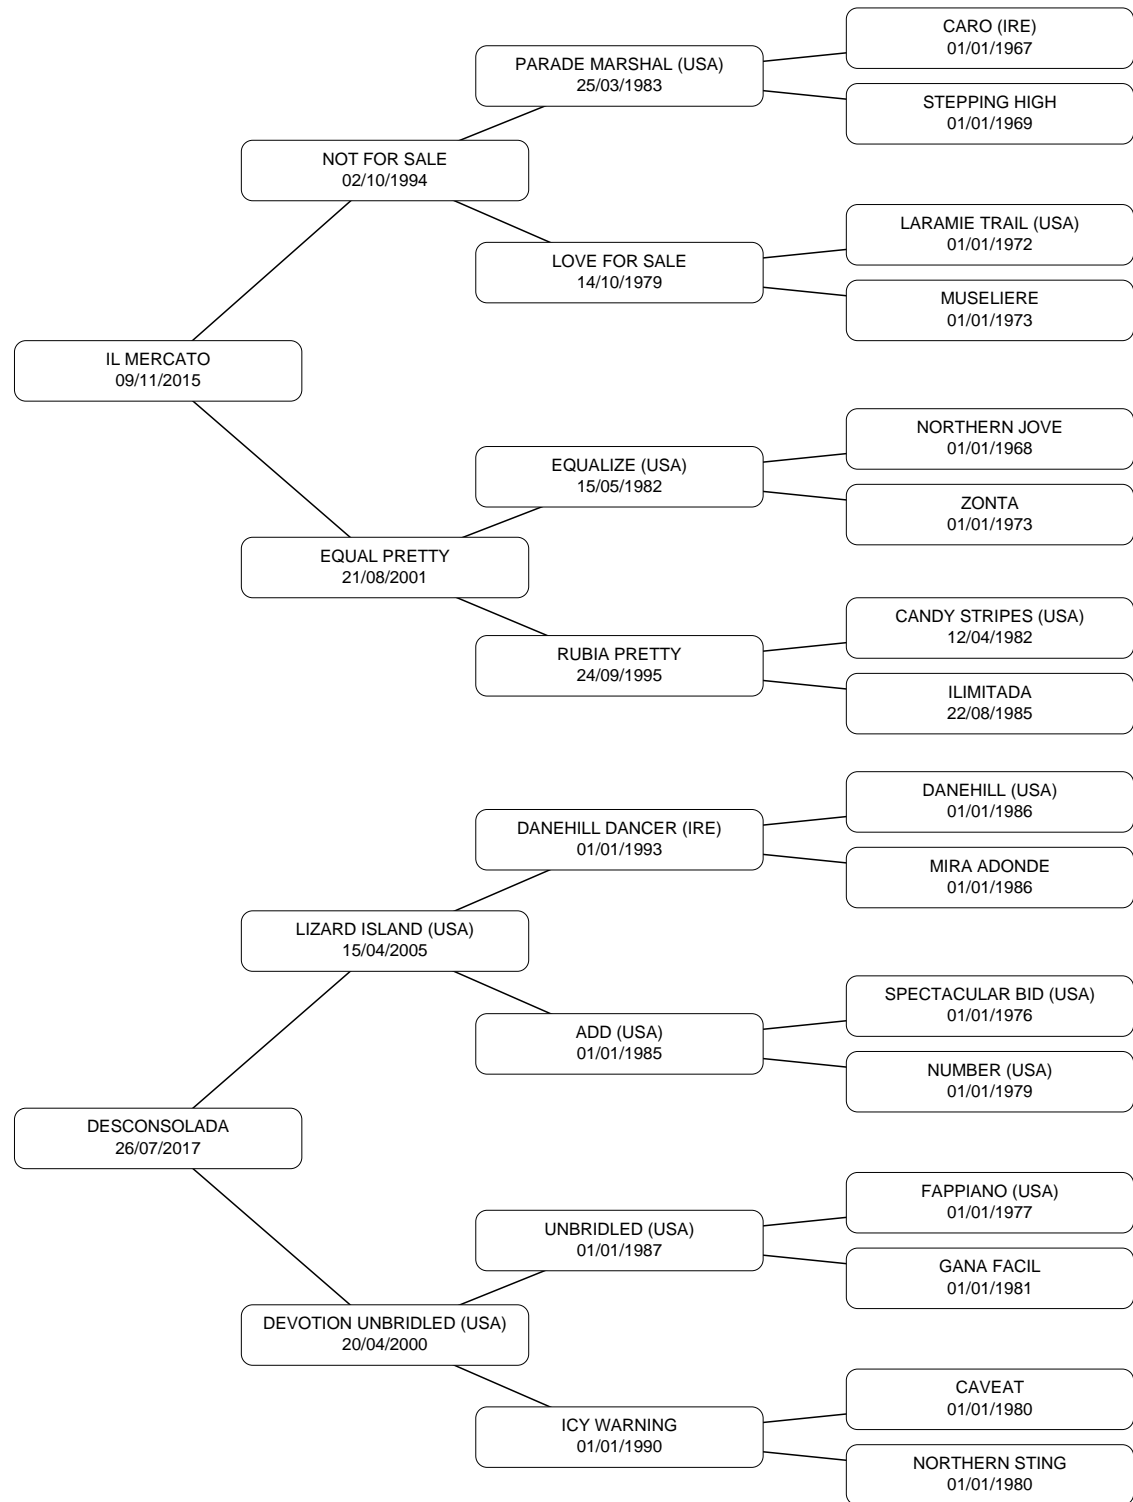 CARO (IRE)
01/01/1967
PARADE MARSHAL (USA)
25/03/1983
STEPPING HIGH
01/01/1969
NOT FOR SALE
02/10/1994
LARAMIE TRAIL (USA)
01/01/1972
LOVE FOR SALE
14/10/1979
MUSELIERE
01/01/1973
IL MERCATO
09/11/2015
NORTHERN JOVE
01/01/1968
EQUALIZE (USA)
15/05/1982
ZONTA
01/01/1973
EQUAL PRETTY
21/08/2001
CANDY STRIPES (USA)
12/04/1982
RUBIA PRETTY
24/09/1995
ILIMITADA
22/08/1985
DANEHILL (USA)
01/01/1986
DANEHILL DANCER (IRE)
01/01/1993
MIRA ADONDE
01/01/1986
LIZARD ISLAND (USA)
15/04/2005
SPECTACULAR BID (USA)
01/01/1976
ADD (USA)
01/01/1985
NUMBER (USA)
01/01/1979
DESCONSOLADA
26/07/2017
FAPPIANO (USA)
01/01/1977
UNBRIDLED (USA)
01/01/1987
GANA FACIL
01/01/1981
DEVOTION UNBRIDLED (USA)
20/04/2000
CAVEAT
01/01/1980
ICY WARNING
01/01/1990
NORTHERN STING
01/01/1980